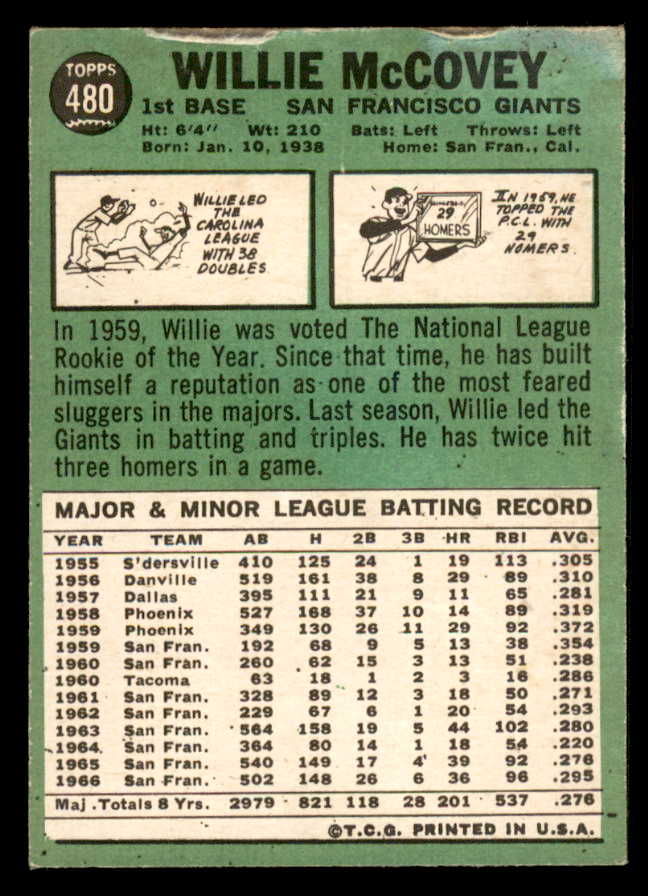 TOPPS
480
WILLIE McCOVEY
1st BASE SAN FRANCISCO GIANTS
Ht: 6'4" Wt: 210 Bats: Left Throws: Left
Born: Jan. 10, 1938 Home: San Fran., Cal.
WILLIE LED
THE
CAROLINA
LEAGUE
WITH 38
DOUBLES.
29
HOMERS
IN 1959, HE
TOPPED THE
P.C.L. WITH
29
HOMERS.
In 1959, Willie was voted The National League
Rookie of the Year. Since that time, he has built
himself a reputation as one of the most feared
sluggers in the majors. Last season, Willie led the
Giants in batting and triples. He has twice hit
three homers in a game.
MAJOR & MINOR LEAGUE BATTING RECORD
YEAR TEAM AB H 2B 3B HR RBI AVG.
1955 S'dersville 410 125 24 1 19 113 .305
1956 Danville 519 161 38 8 29 89 .310
1957 Dallas 395 111 21 9 11 65 .281
1958 Phoenix 527 168 37 10 14 89 .319
1959 Phoenix 349 130 26 11 29 92 .372
1959 San Fran. 192 68 9 5 13 38 .354
1960 San Fran. 260 62 15 3 13 51 .238
1960 Tacoma 63 18 1 2 3 16 .286
1961 San Fran. 328 89 12 3 18 50 .271
1962 San Fran. 229 67 6 1 20 54 .293
1963 San Fran. 564 158 19 5 44 102 .280
1964 San Fran. 364 80 14 1 18 54 .220
1965 San Fran. 540 149 17 4 39 92 .276
1966 San Fran. 502 148 26 6 36 96 .295
Maj. Totals 8 Yrs. 2979 821 118 28 201 537 .276
©T.C.G. PRINTED IN U.S.A.